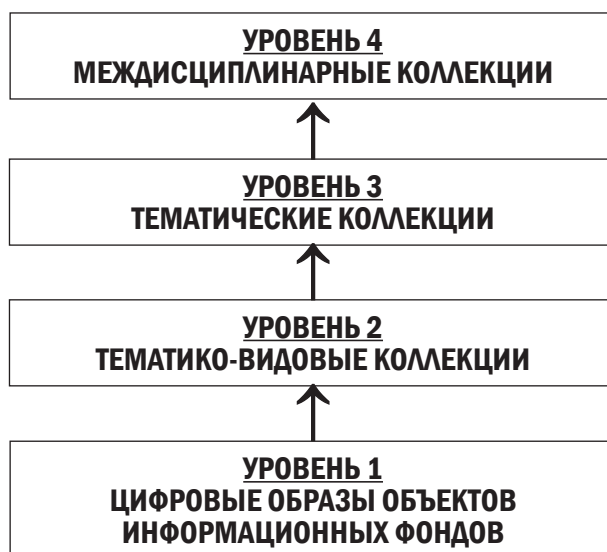 УРОВЕНЬ 4
МЕЖДИСЦИПЛИНАРНЫЕ КОЛЛЕКЦИИ
УРОВЕНЬ 3
ТЕМАТИЧЕСКИЕ КОЛЛЕКЦИИ
УРОВЕНЬ 2
ТЕМАТИКО-ВИДОВЫЕ КОЛЛЕКЦИИ
УРОВЕНЬ 1
ЦИФРОВЫЕ ОБРАЗЫ ОБЪЕКТОВ
ИНФОРМАЦИОННЫХ ФОНДОВ